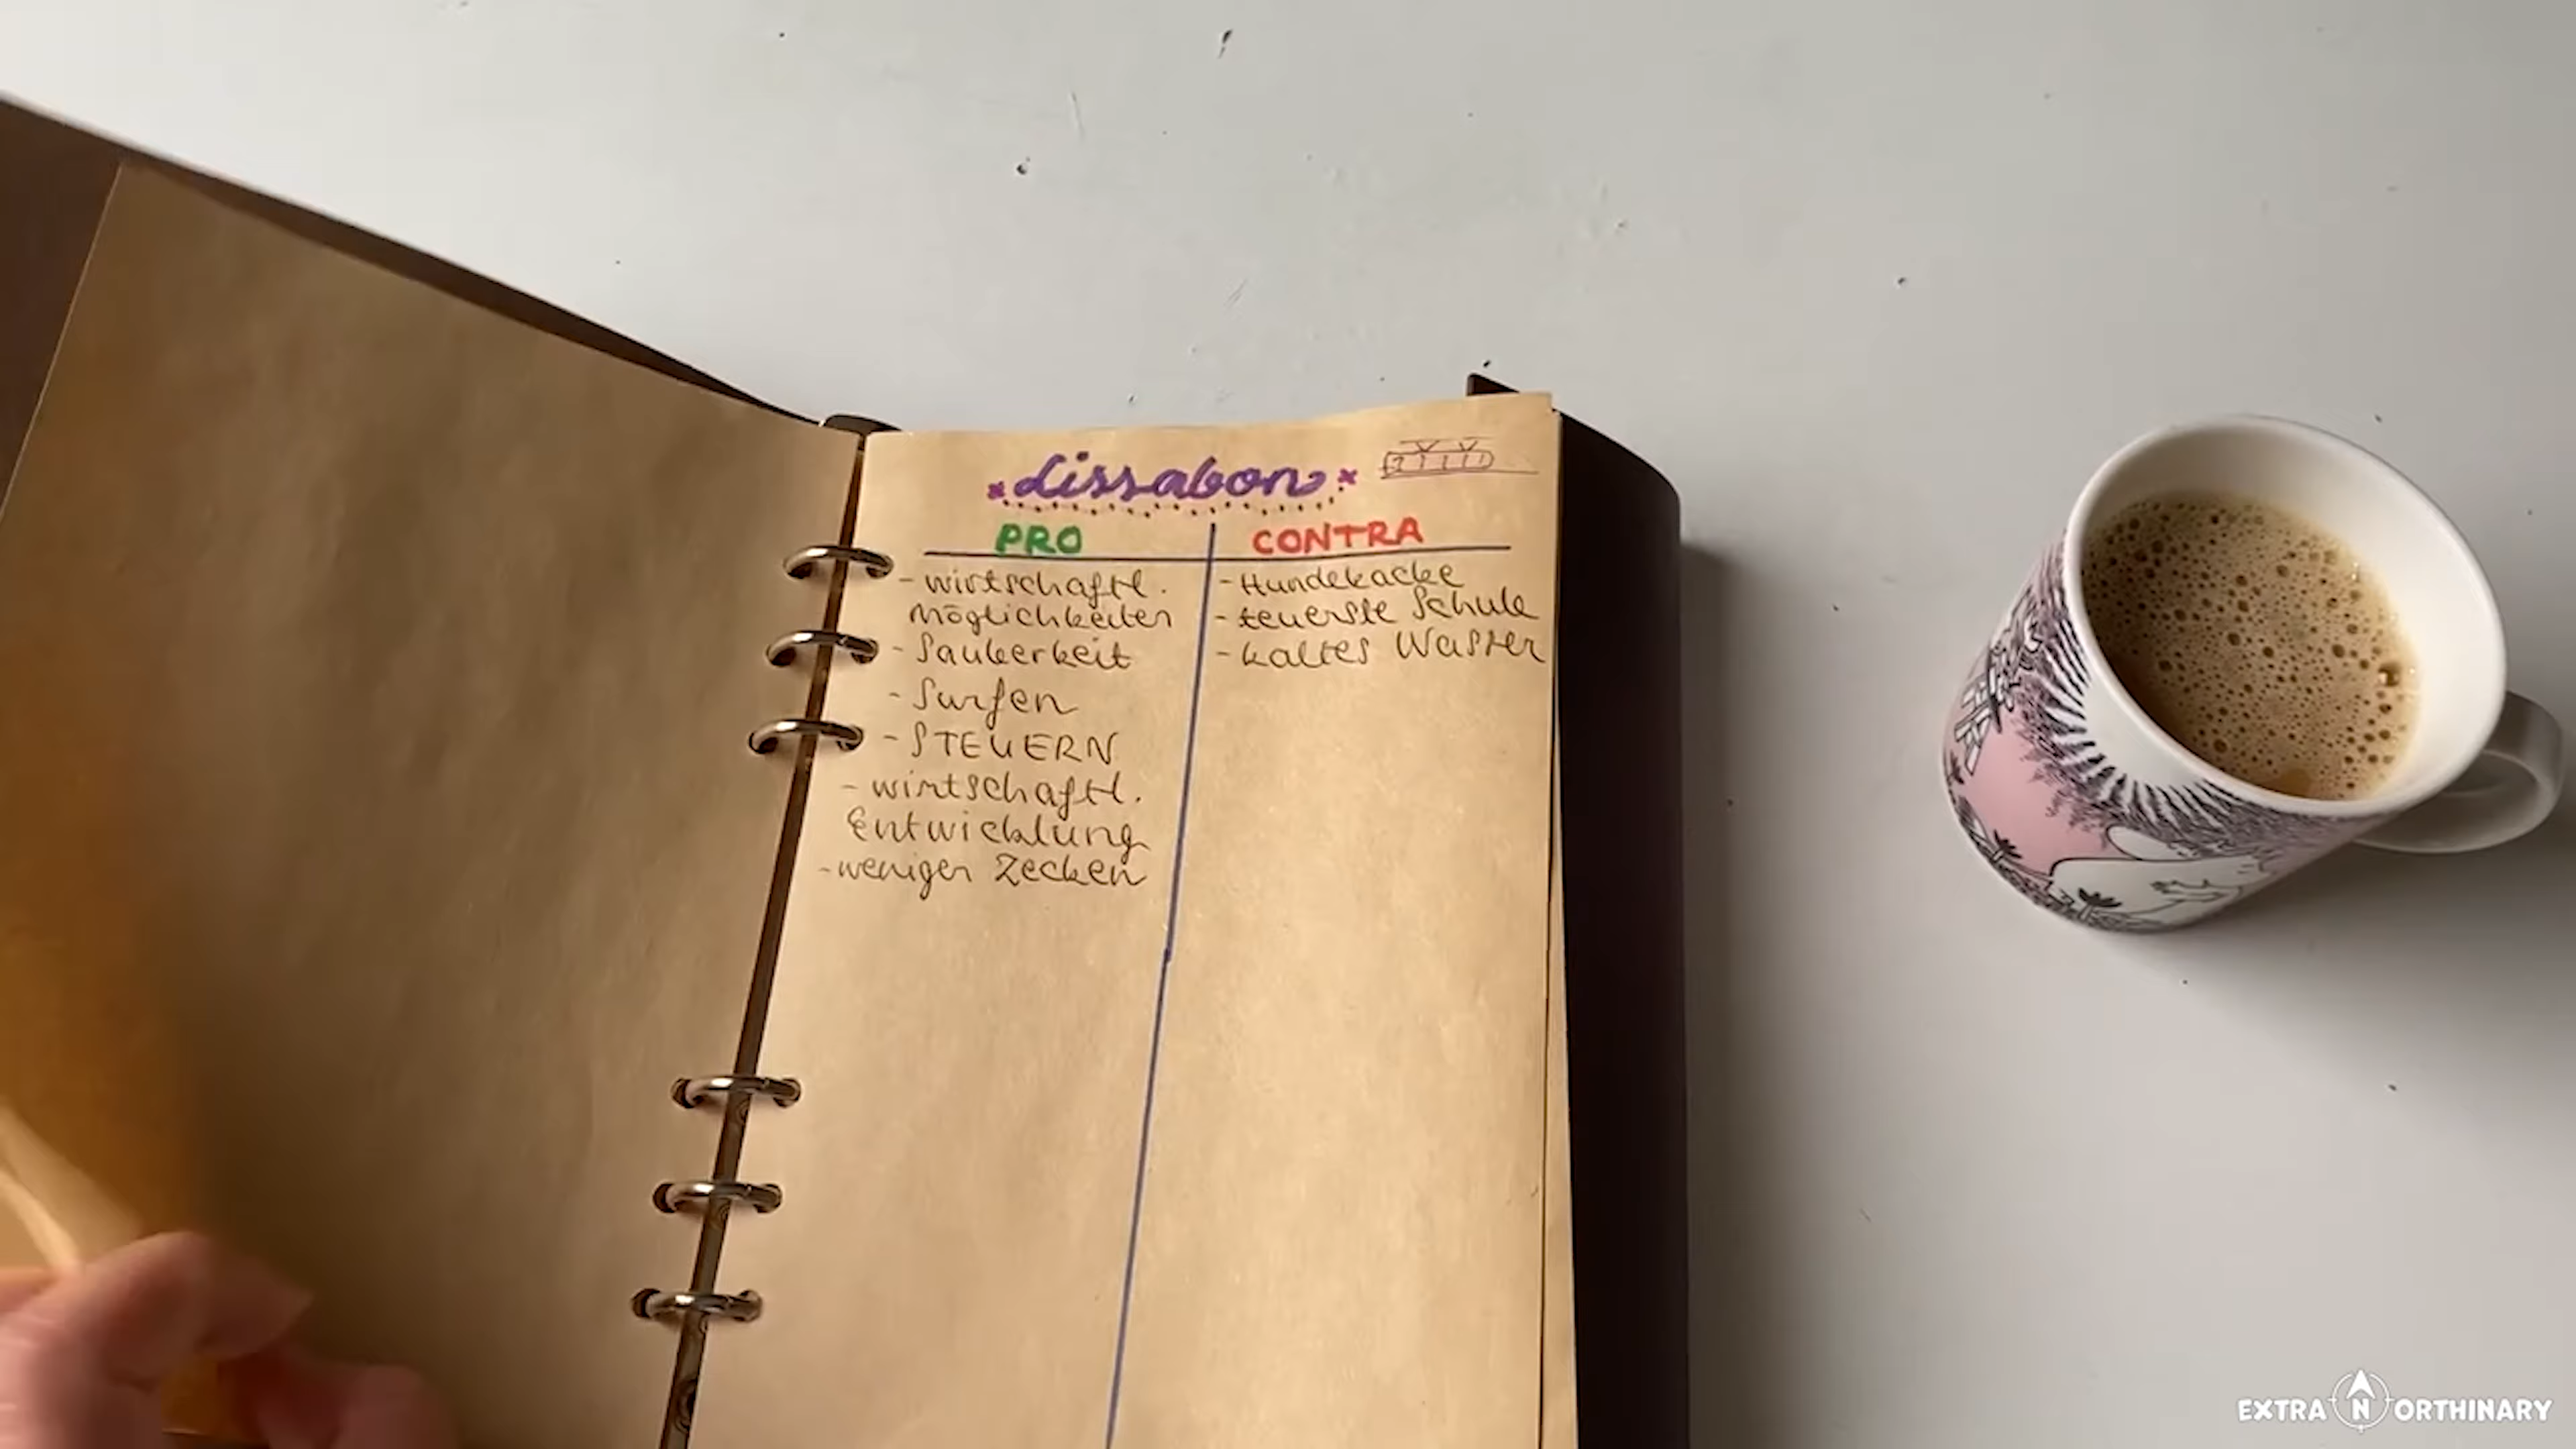 Lissabon
PRO
- wirtschaftl.
Möglichkeiten
- Sauberkeit
- Surfen
- STEUERN
- wirtschaftl.
Entwicklung
- weniger Zecken
CONTRA
- Hundekacke
- teuerste Schule
- kaltes Wasser
EXTRA N ORTHINARY